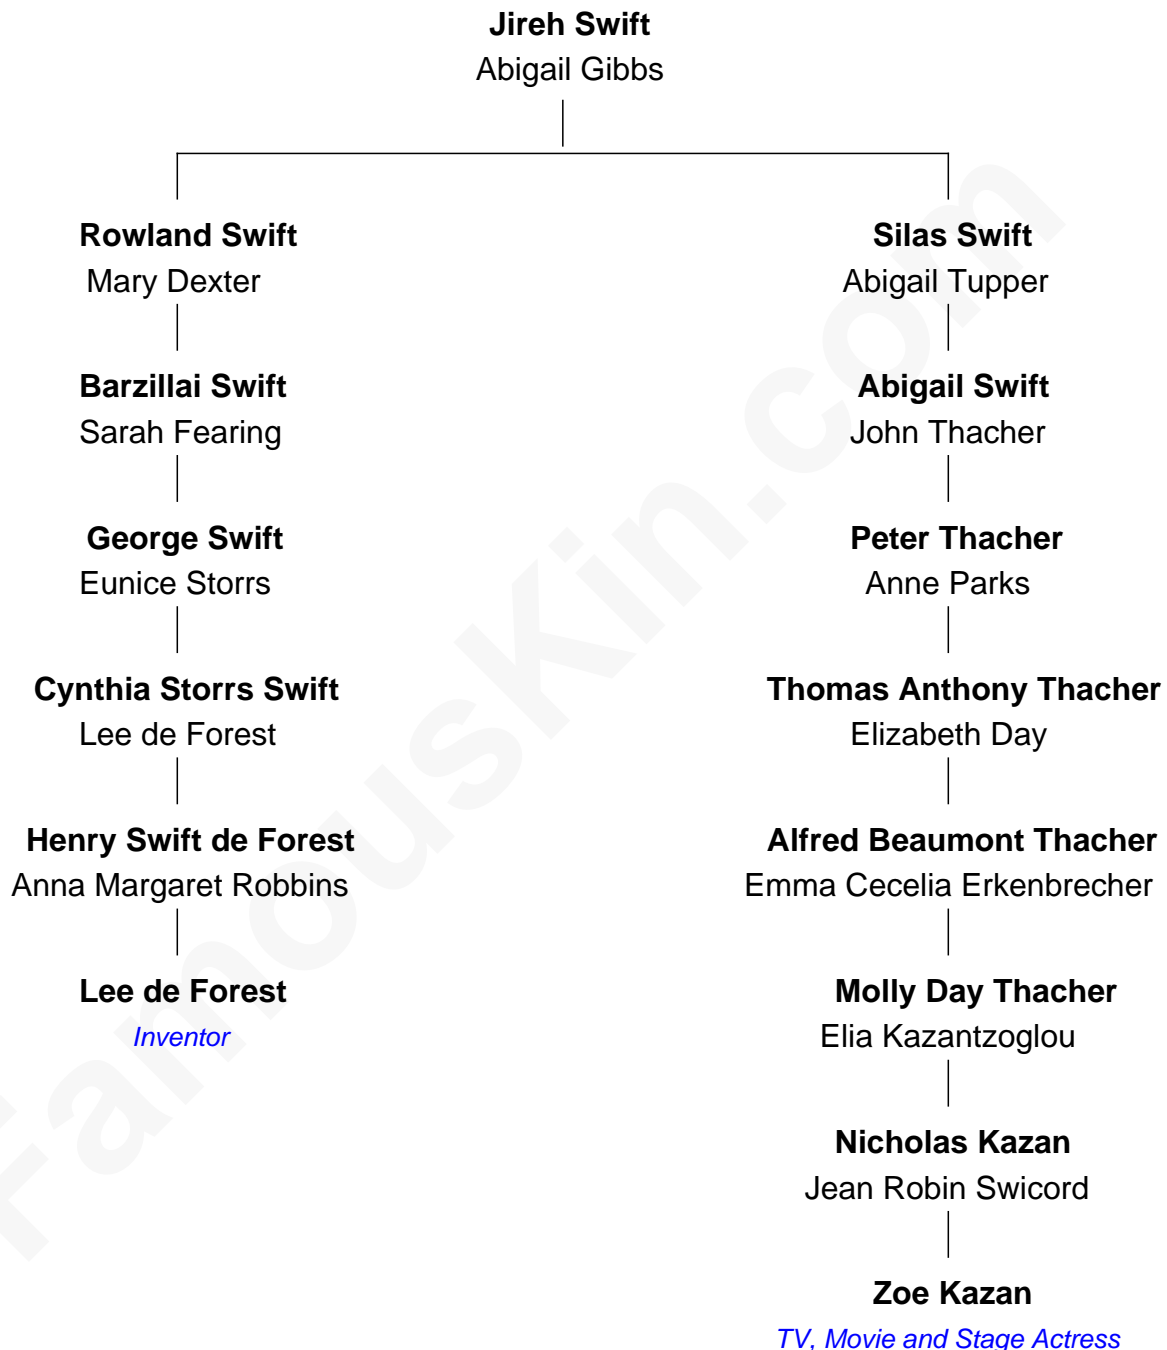 Jireh Swift
Abigail Gibbs
Rowland Swift
Mary Dexter
Barzillai Swift
Sarah Fearing
George Swift
Eunice Storrs
Cynthia Storrs Swift
Lee de Forest
Henry Swift de Forest
Anna Margaret Robbins
Lee de Forest
Inventor
Silas Swift
Abigail Tupper
Abigail Swift
John Thacher
Peter Thacher
Anne Parks
Thomas Anthony Thacher
Elizabeth Day
Alfred Beaumont Thacher
Emma Cecelia Erkenbrecher
Molly Day Thacher
Elia Kazantzoglou
Nicholas Kazan
Jean Robin Swicord
Zoe Kazan
TV, Movie and Stage Actress
FamousKin.com